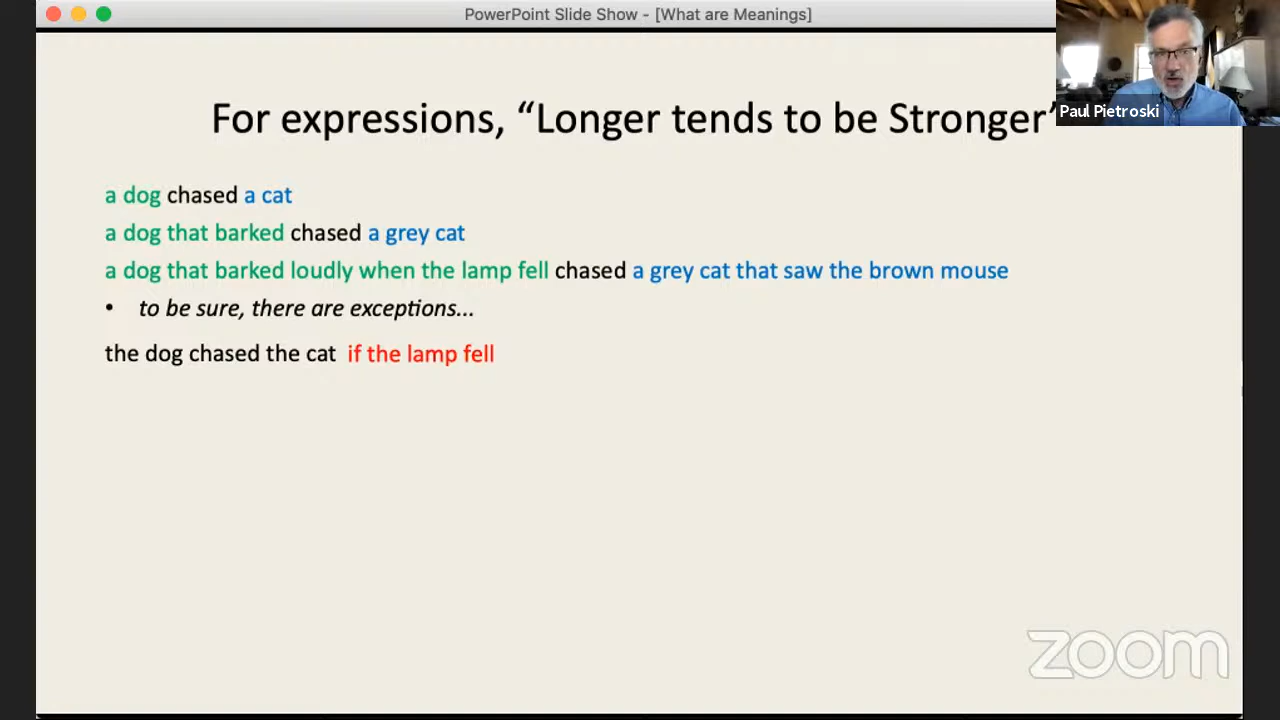 PowerPoint Slide Show - [What are Meanings]
Paul Pietroski
For expressions, “Longer tends to be Stronger”
a dog chased a cat
a dog that barked chased a grey cat
a dog that barked loudly when the lamp fell chased a grey cat that saw the brown mouse
• to be sure, there are exceptions...
the dog chased the cat if the lamp fell
zoom